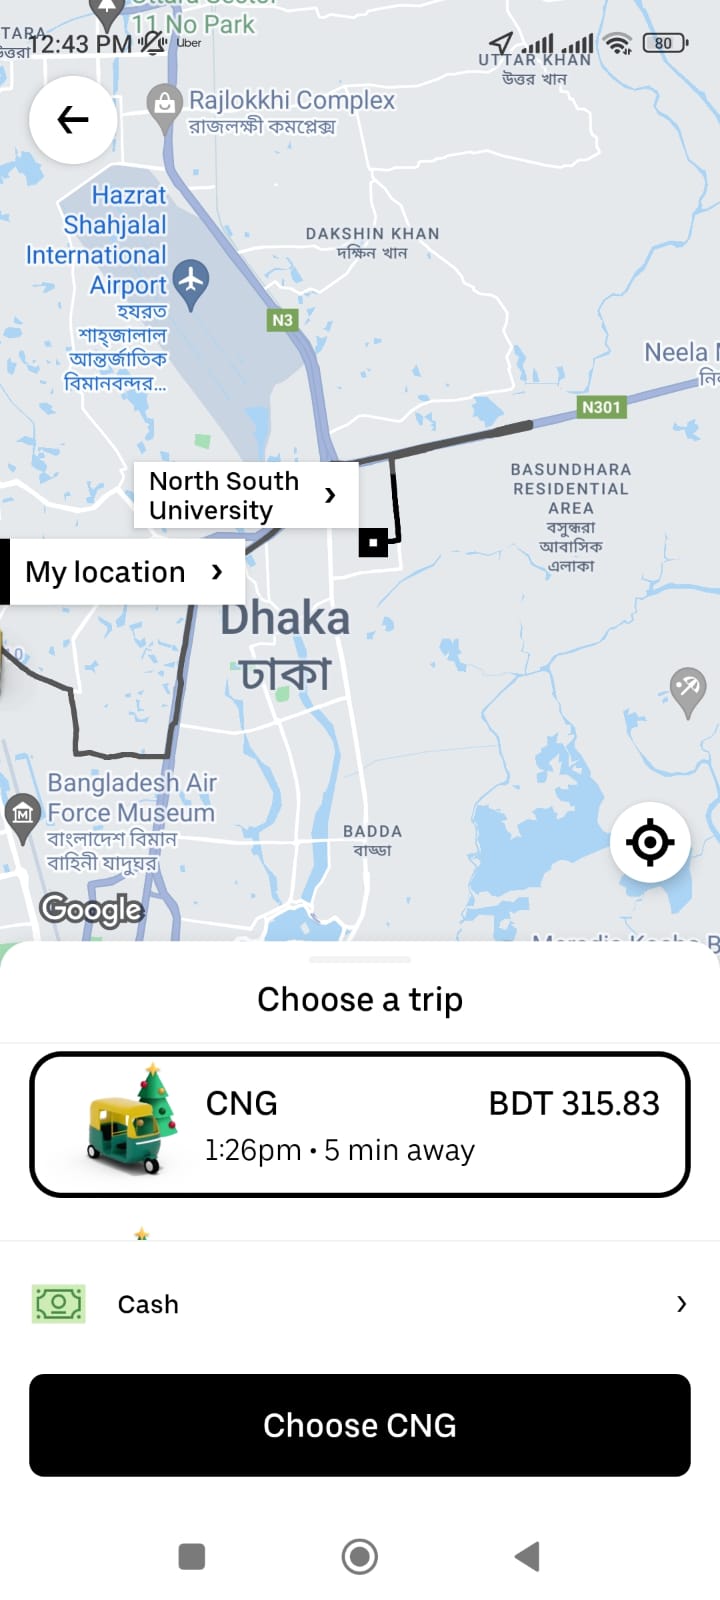 11 No Park
12:43 PM
Uber
80
UTTAR KHAN
উত্তর খান
Rajlokkhi Complex
রাজলক্ষী কমপ্লেক্স
Hazrat
Shahjalal
International
Airport
হযরত
শাহ্জালাল
আন্তর্জাতিক
বিমানবন্দর...
DAKSHIN KHAN
দক্ষিন খান
N3
Neela
N301
BASUNDHARA
RESIDENTIAL
AREA
বসুন্ধরা
আবাসিক
এলাকা
North South
University
My location
Dhaka
ঢাকা
Bangladesh Air
Force Museum
বাংলাদেশ বিমান
বাহিনী যাদুঘর
BADDA
বাড্ডা
Google
Choose a trip
CNG
BDT 315.83
1:26pm • 5 min away
Cash
Choose CNG